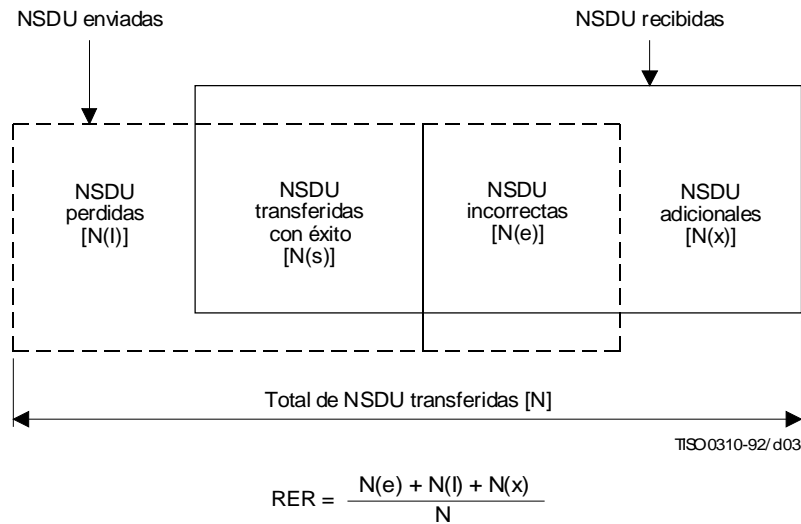 NSDU enviadas
NSDU recibidas
NSDU
perdidas
[N(l)]
NSDU
transferidas
con éxito
[N(s)]
NSDU
incorrectas
[N(e)]
NSDU
adicionales
[N(x)]
Total de NSDU transferidas [N]
TISO0310-92/d03
RER = N(e) + N(l) + N(x)
N